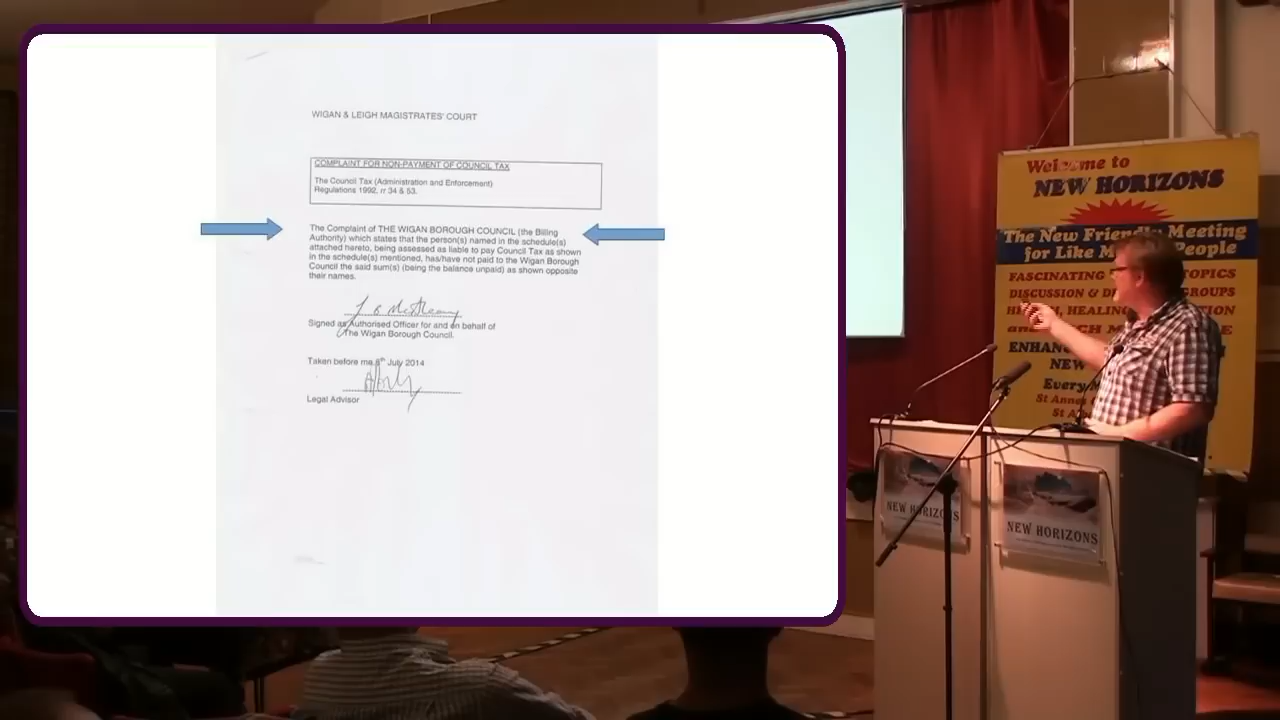 WIGAN & LEIGH MAGISTRATES' COURT
COMPLAINT FOR NON-PAYMENT OF COUNCIL TAX
The Council Tax (Administration and Enforcement)
Regulations 1992, rr 34 & 53.
The Complaint of THE WIGAN BOROUGH COUNCIL (the Billing
Authority) which states that the person(s) named in the schedule(s)
attached hereto, being assessed as liable to pay Council Tax as shown
in the schedule(s) mentioned, has/have not paid to the Wigan Borough
Council the said sum(s) (being the balance unpaid) as shown opposite
their names.
Signed as Authorised Officer for and on behalf of
The Wigan Borough Council.
Taken before me 8th July 2014
Legal Advisor
Welcome to
NEW HORIZONS
The New Friendly Meeting
for Like M People
FASCINATING TOPICS
DISCUSSION & D GROUPS
HEALING
ENHAN
NEW
Every
St Annes
St A
NEW HORIZONS
NEW HORIZONS